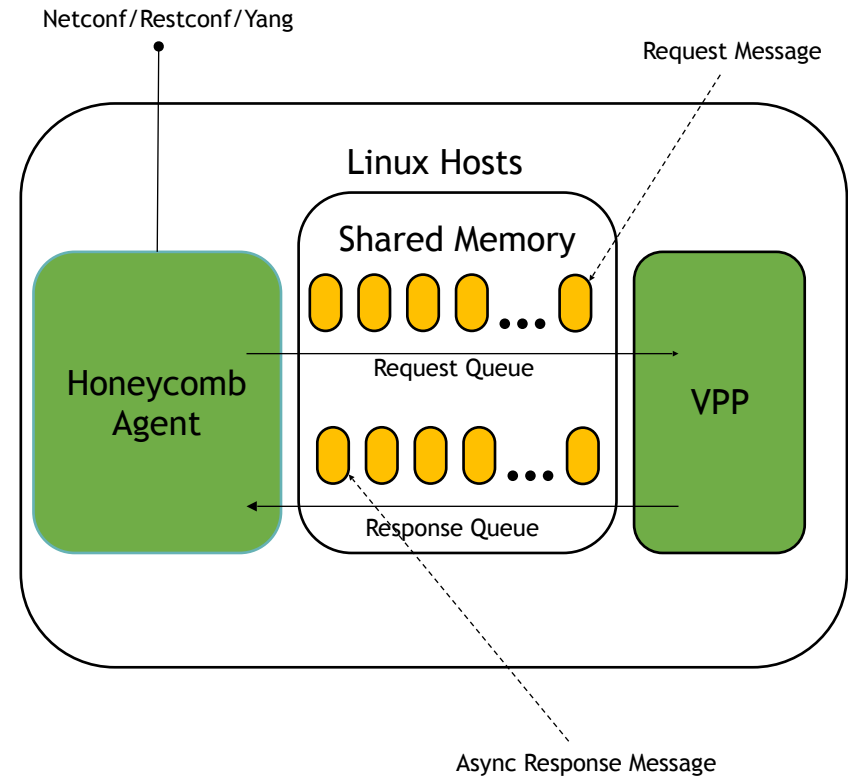 Netconf/Restconf/Yang
Request Message
Linux Hosts
Shared Memory
Request Queue
Honeycomb
Agent
VPP
Response Queue
Async Response Message